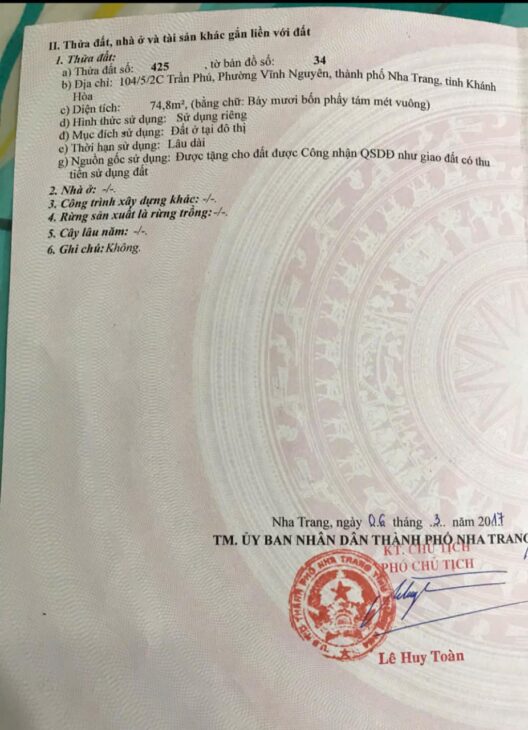 II. Thửa đất, nhà ở và tài sản khác gắn liền với đất
1. Thửa đất:
a) Thửa đất số: 425 , tờ bản đồ số: 34
b) Địa chỉ: 104/5/2C Trần Phú, Phường Vĩnh Nguyên, thành phố Nha Trang, tỉnh Khánh
Hòa
c) Diện tích: 74,8m², (bằng chữ: Bảy mươi bốn phẩy tám mét vuông)
d) Hình thức sử dụng: Sử dụng riêng
đ) Mục đích sử dụng: Đất ở tại đô thị
e) Thời hạn sử dụng: Lâu dài
g) Nguồn gốc sử dụng: Được tặng cho đất được Công nhận QSDĐ như giao đất có thu
tiền sử dụng đất
2. Nhà ở: -/-.
3. Công trình xây dựng khác: -/-.
4. Rừng sản xuất là rừng trồng: -/-.
5. Cây lâu năm: -/-.
6. Ghi chú: Không.
Nha Trang, ngày 06 tháng .3.. năm 2017
TM. ỦY BAN NHÂN DÂN THÀNH PHỐ NHA TRANG
KT. CHỦ TỊCH
PHÓ CHỦ TỊCH
Lê Huy Toàn